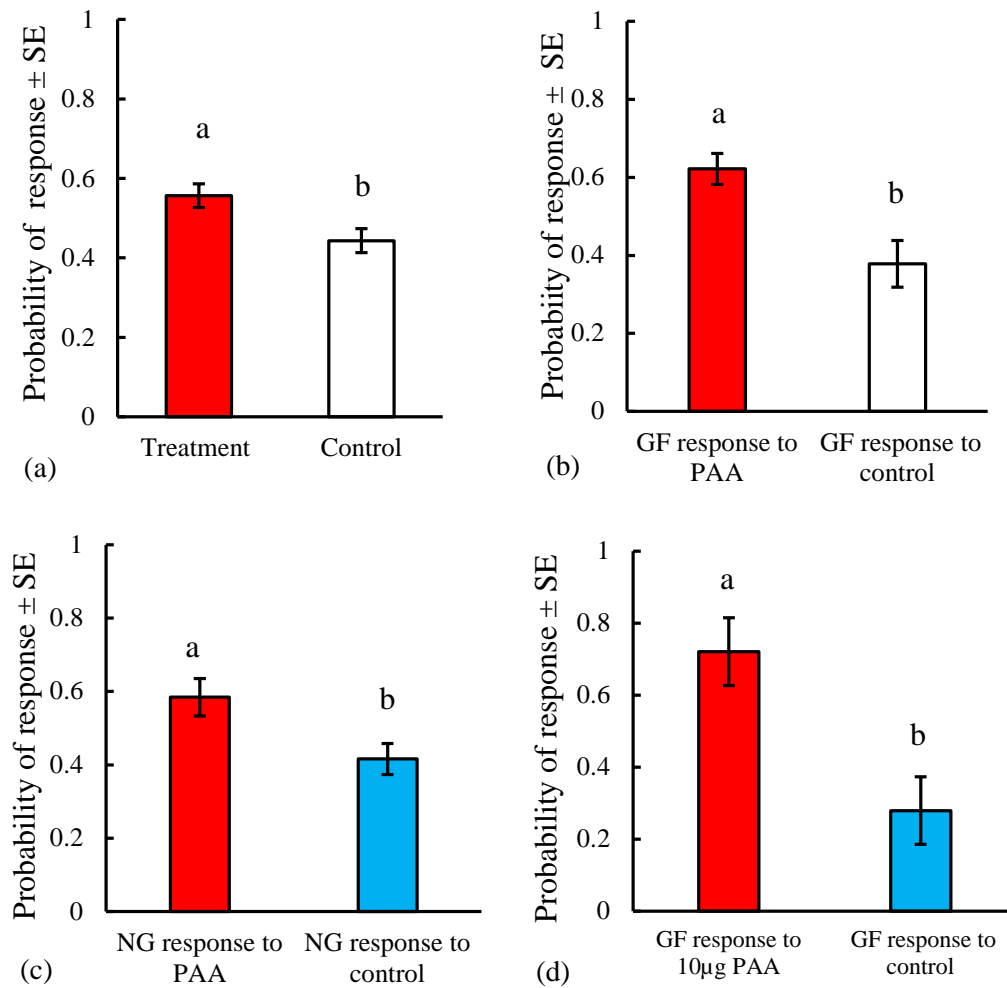 Probability of response ± SE
1
0.8
0.6
0.4
0.2
0
a
b
Treatment
Control
(a)
Probabiity of response ± SE
1
0.8
0.6
0.4
0.2
0
a
b
GF response to
PAA
GF response to
control
(b)
Probability of response ± SE
1
0.8
0.6
0.4
0.2
0
a
b
NG response to
PAA
NG response to
control
(c)
Probability of response ± SE
1
0.8
0.6
0.4
0.2
0
a
b
GF response to
10µg PAA
GF response to
control
(d)